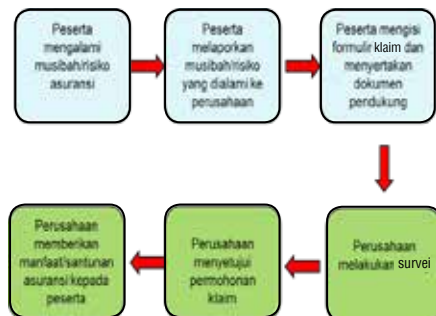 Peserta
mengalami
musibah/risiko
asuransi
Peserta
melaporkan
musibah/risiko
yang dialami ke
perusahaan
Peserta mengisi
formulir klaim dan
menyertakan
dokumen
pendukung
Perusahaan
melakukan survei
Perusahaan
menyetujui
permohonan
klaim
Perusahaan
memberikan
manfaat/santunan
asuransi kepada
peserta